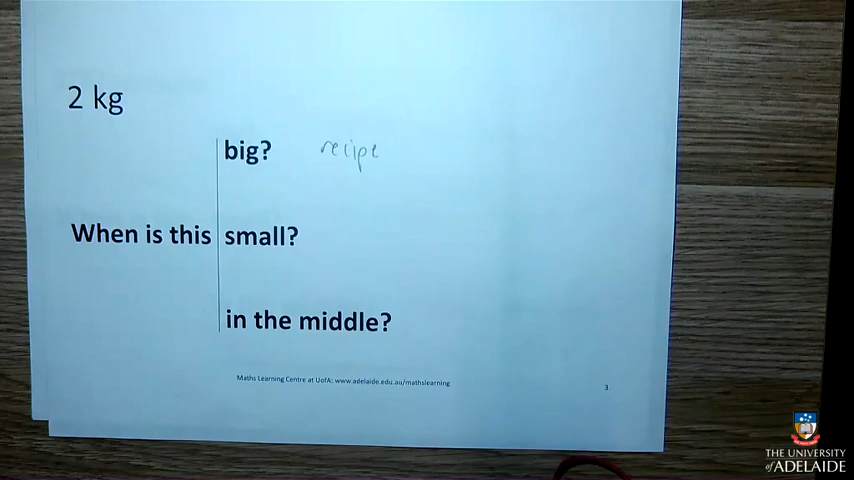 2 kg
big? recipe
When is this small?
in the middle?
Maths Learning Centre at UofA: www.adelaide.edu.au/mathslearning
3
THE UNIVERSITY
of ADELAIDE